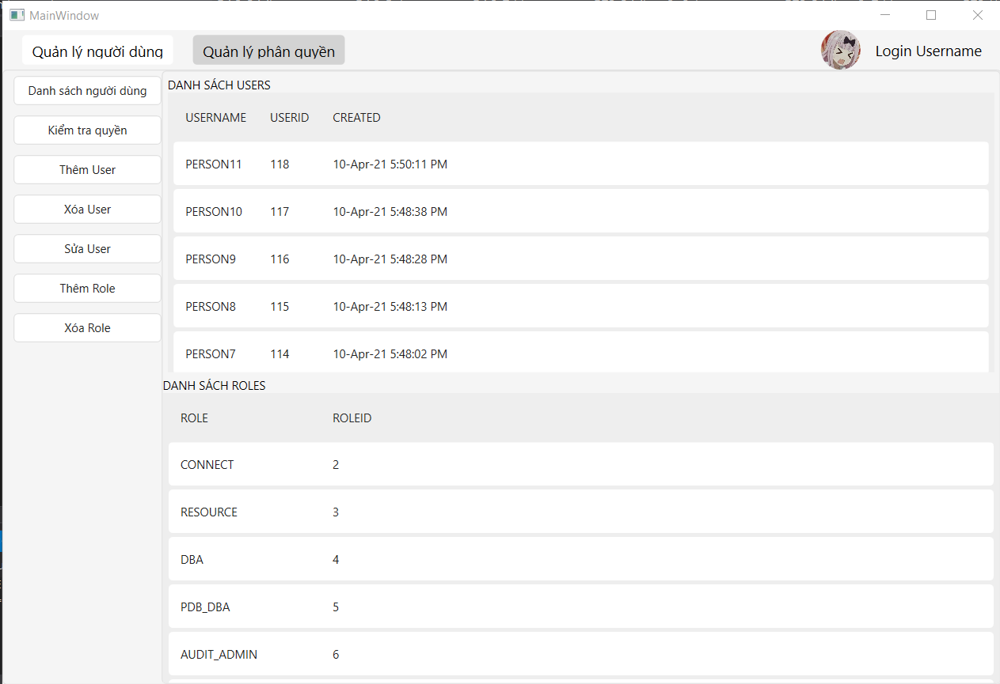 MainWindow
Quản lý người dùng Quản lý phân quyền Login Username
Danh sách người dùng
Kiểm tra quyền
Thêm User
Xóa User
Sửa User
Thêm Role
Xóa Role
DANH SÁCH USERS
USERNAME USERID CREATED
PERSON11 118 10-Apr-21 5:50:11 PM
PERSON10 117 10-Apr-21 5:48:38 PM
PERSON9 116 10-Apr-21 5:48:28 PM
PERSON8 115 10-Apr-21 5:48:13 PM
PERSON7 114 10-Apr-21 5:48:02 PM
DANH SÁCH ROLES
ROLE ROLEID
CONNECT 2
RESOURCE 3
DBA 4
PDB_DBA 5
AUDIT_ADMIN 6